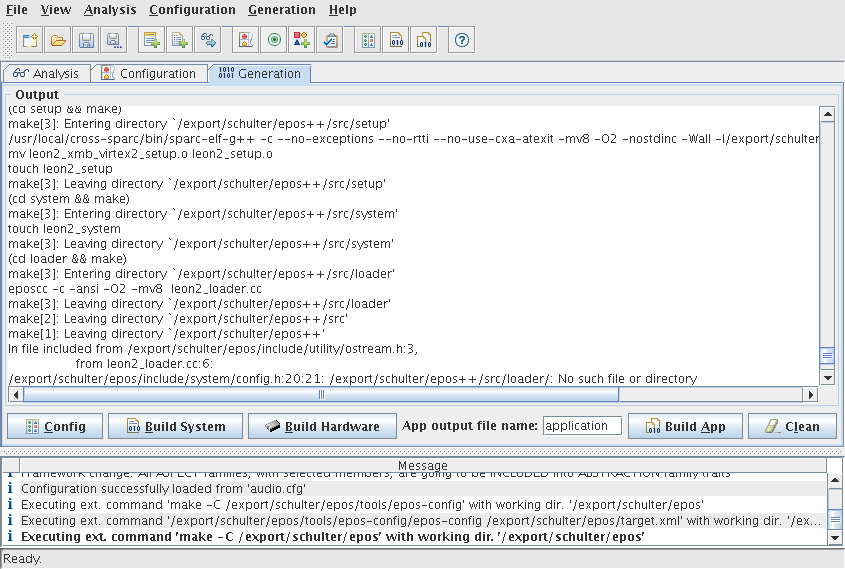 File View Analysis Configuration Generation Help
Analysis Configuration Generation
Output
(cd setup && make)
make[3]: Entering directory `/export/schulter/epos++/src/setup'
/usr/local/cross-sparc/bin/sparc-elf-g++ -c --no-exceptions --no-rtti --no-use-cxa-atexit -mv8 -O2 -nostdinc -Wall -I/export/schulter
mv leon2_xmb_virtex2_setup.o leon2_setup.o
touch leon2_setup
make[3]: Leaving directory `/export/schulter/epos++/src/setup'
(cd system && make)
make[3]: Entering directory `/export/schulter/epos++/src/system'
touch leon2_system
make[3]: Leaving directory `/export/schulter/epos++/src/system'
(cd loader && make)
make[3]: Entering directory `/export/schulter/epos++/src/loader'
eposcc -c -ansi -O2 -mv8  leon2_loader.cc
make[3]: Leaving directory `/export/schulter/epos++/src/loader'
make[2]: Leaving directory `/export/schulter/epos++/src'
make[1]: Leaving directory `/export/schulter/epos++'
In file included from /export/schulter/epos/include/utility/ostream.h:3,
from leon2_loader.cc:6:
/export/schulter/epos/include/system/config.h:20:21: /export/schulter/epos++/src/loader/: No such file or directory
Config Build System Build Hardware App output file name: application Build App Clean
Message
Framework change: All ASPECT families, with selected members, are going to be INCLUDED into ABSTRACTION family traits
Configuration successfully loaded from 'audio.cfg'
Executing ext. command 'make -C /export/schulter/epos/tools/epos-config' with working dir. '/export/schulter/epos'
Executing ext. command '/export/schulter/epos/tools/epos-config/epos-config /export/schulter/epos/target.xml' with working dir. '/ex...
Executing ext. command 'make -C /export/schulter/epos' with working dir. '/export/schulter/epos'
Ready.